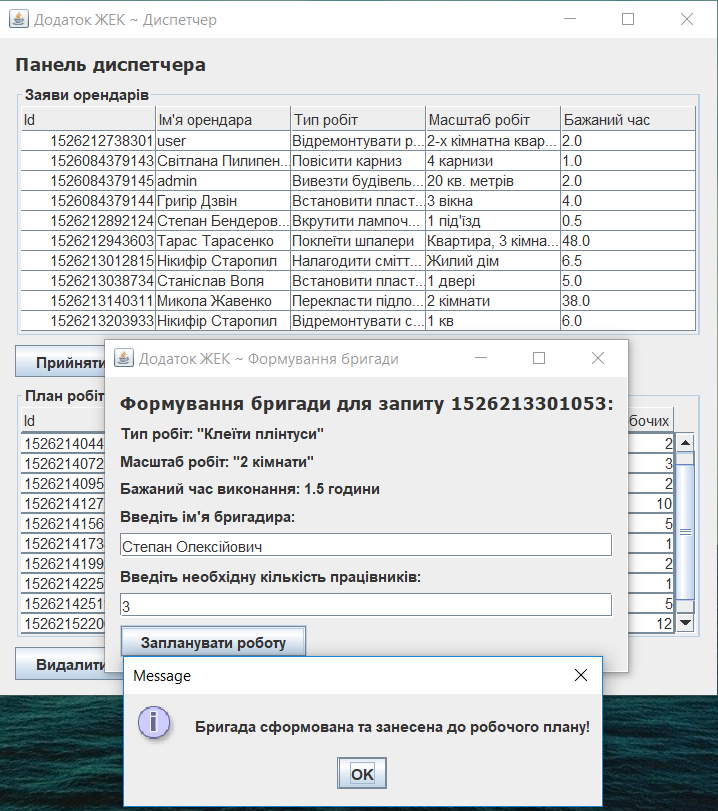 Додаток ЖЕК ~ Диспетчер
Панель диспетчера
Заяви орендарів
Id Ім'я орендара Тип робіт Масштаб робіт Бажаний час
1526212738301 user Відремонтувати р... 2-х кімнатна квар... 2.0
1526084379143 Світлана Пилипен... Повісити карниз 4 карнизи 1.0
1526084379145 admin Вивезти будівель... 20 кв. метрів 2.0
1526084379144 Григір Дзвін Встановити пласт... 3 вікна 4.0
1526212892124 Степан Бендеров... Вкрутити лампоч... 1 під'їзд 0.5
1526212943603 Тарас Тарасенко Поклеїти шпалери Квартира, 3 кімна... 48.0
1526213012815 Нікифір Старопил Налагодити смітт... Жилий дім 6.5
1526213038734 Станіслав Воля Встановити пласт... 1 двері 5.0
1526213140311 Микола Жавенко Перекласти підло... 2 кімнати 38.0
1526213203933 Нікифір Старопил Відремонтувати с... 1 кв 6.0
Прийняти
План робіт
Id бочих
1526214044 2
1526214072 3
1526214095 2
1526214127 10
1526214156 5
1526214173 1
1526214199 2
1526214225 1
1526214251 5
152621522 12
Видалити
Додаток ЖЕК ~ Формування бригади
Формування бригади для запиту 1526213301053:
Тип робіт: "Клеїти плінтуси"
Масштаб робіт: "2 кімнати"
Бажаний час виконання: 1.5 години
Введіть ім'я бригадира:
Степан Олексійович
Введіть необхідну кількість працівників:
3
Запланувати роботу
Message
Бригада сформована та занесена до робочого плану!
OK